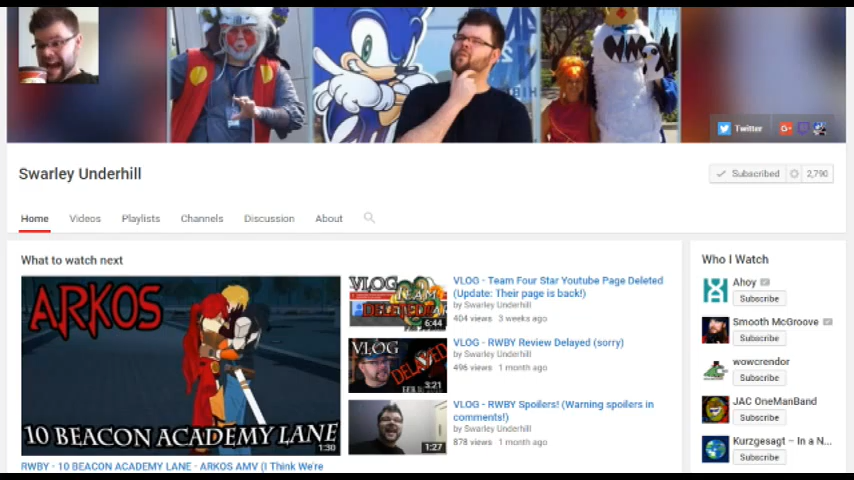 Twitter
Swarley Underhill
Subscribed 2,790
Home Videos Playlists Channels Discussion About
What to watch next
ARKOS
10 BEACON ACADEMY LANE
1:30
RWBY - 10 BEACON ACADEMY LANE - ARKOS AMV (I Think We're
VLOG
TEAM
DELETED!
6:44
VLOG - Team Four Star Youtube Page Deleted
(Update: Their page is back!)
by Swarley Underhill
404 views 3 weeks ago
VLOG
DELAYED
3:21
VLOG - RWBY Review Delayed (sorry)
by Swarley Underhill
496 views 1 month ago
1:27
VLOG - RWBY Spoilers! (Warning spoilers in
comments!)
by Swarley Underhill
878 views 1 month ago
Who I Watch
Ahoy
Subscribe
Smooth McGroove
Subscribe
wowcrendor
Subscribe
JAC OneManBand
Subscribe
Kurzgesagt – In a N...
Subscribe